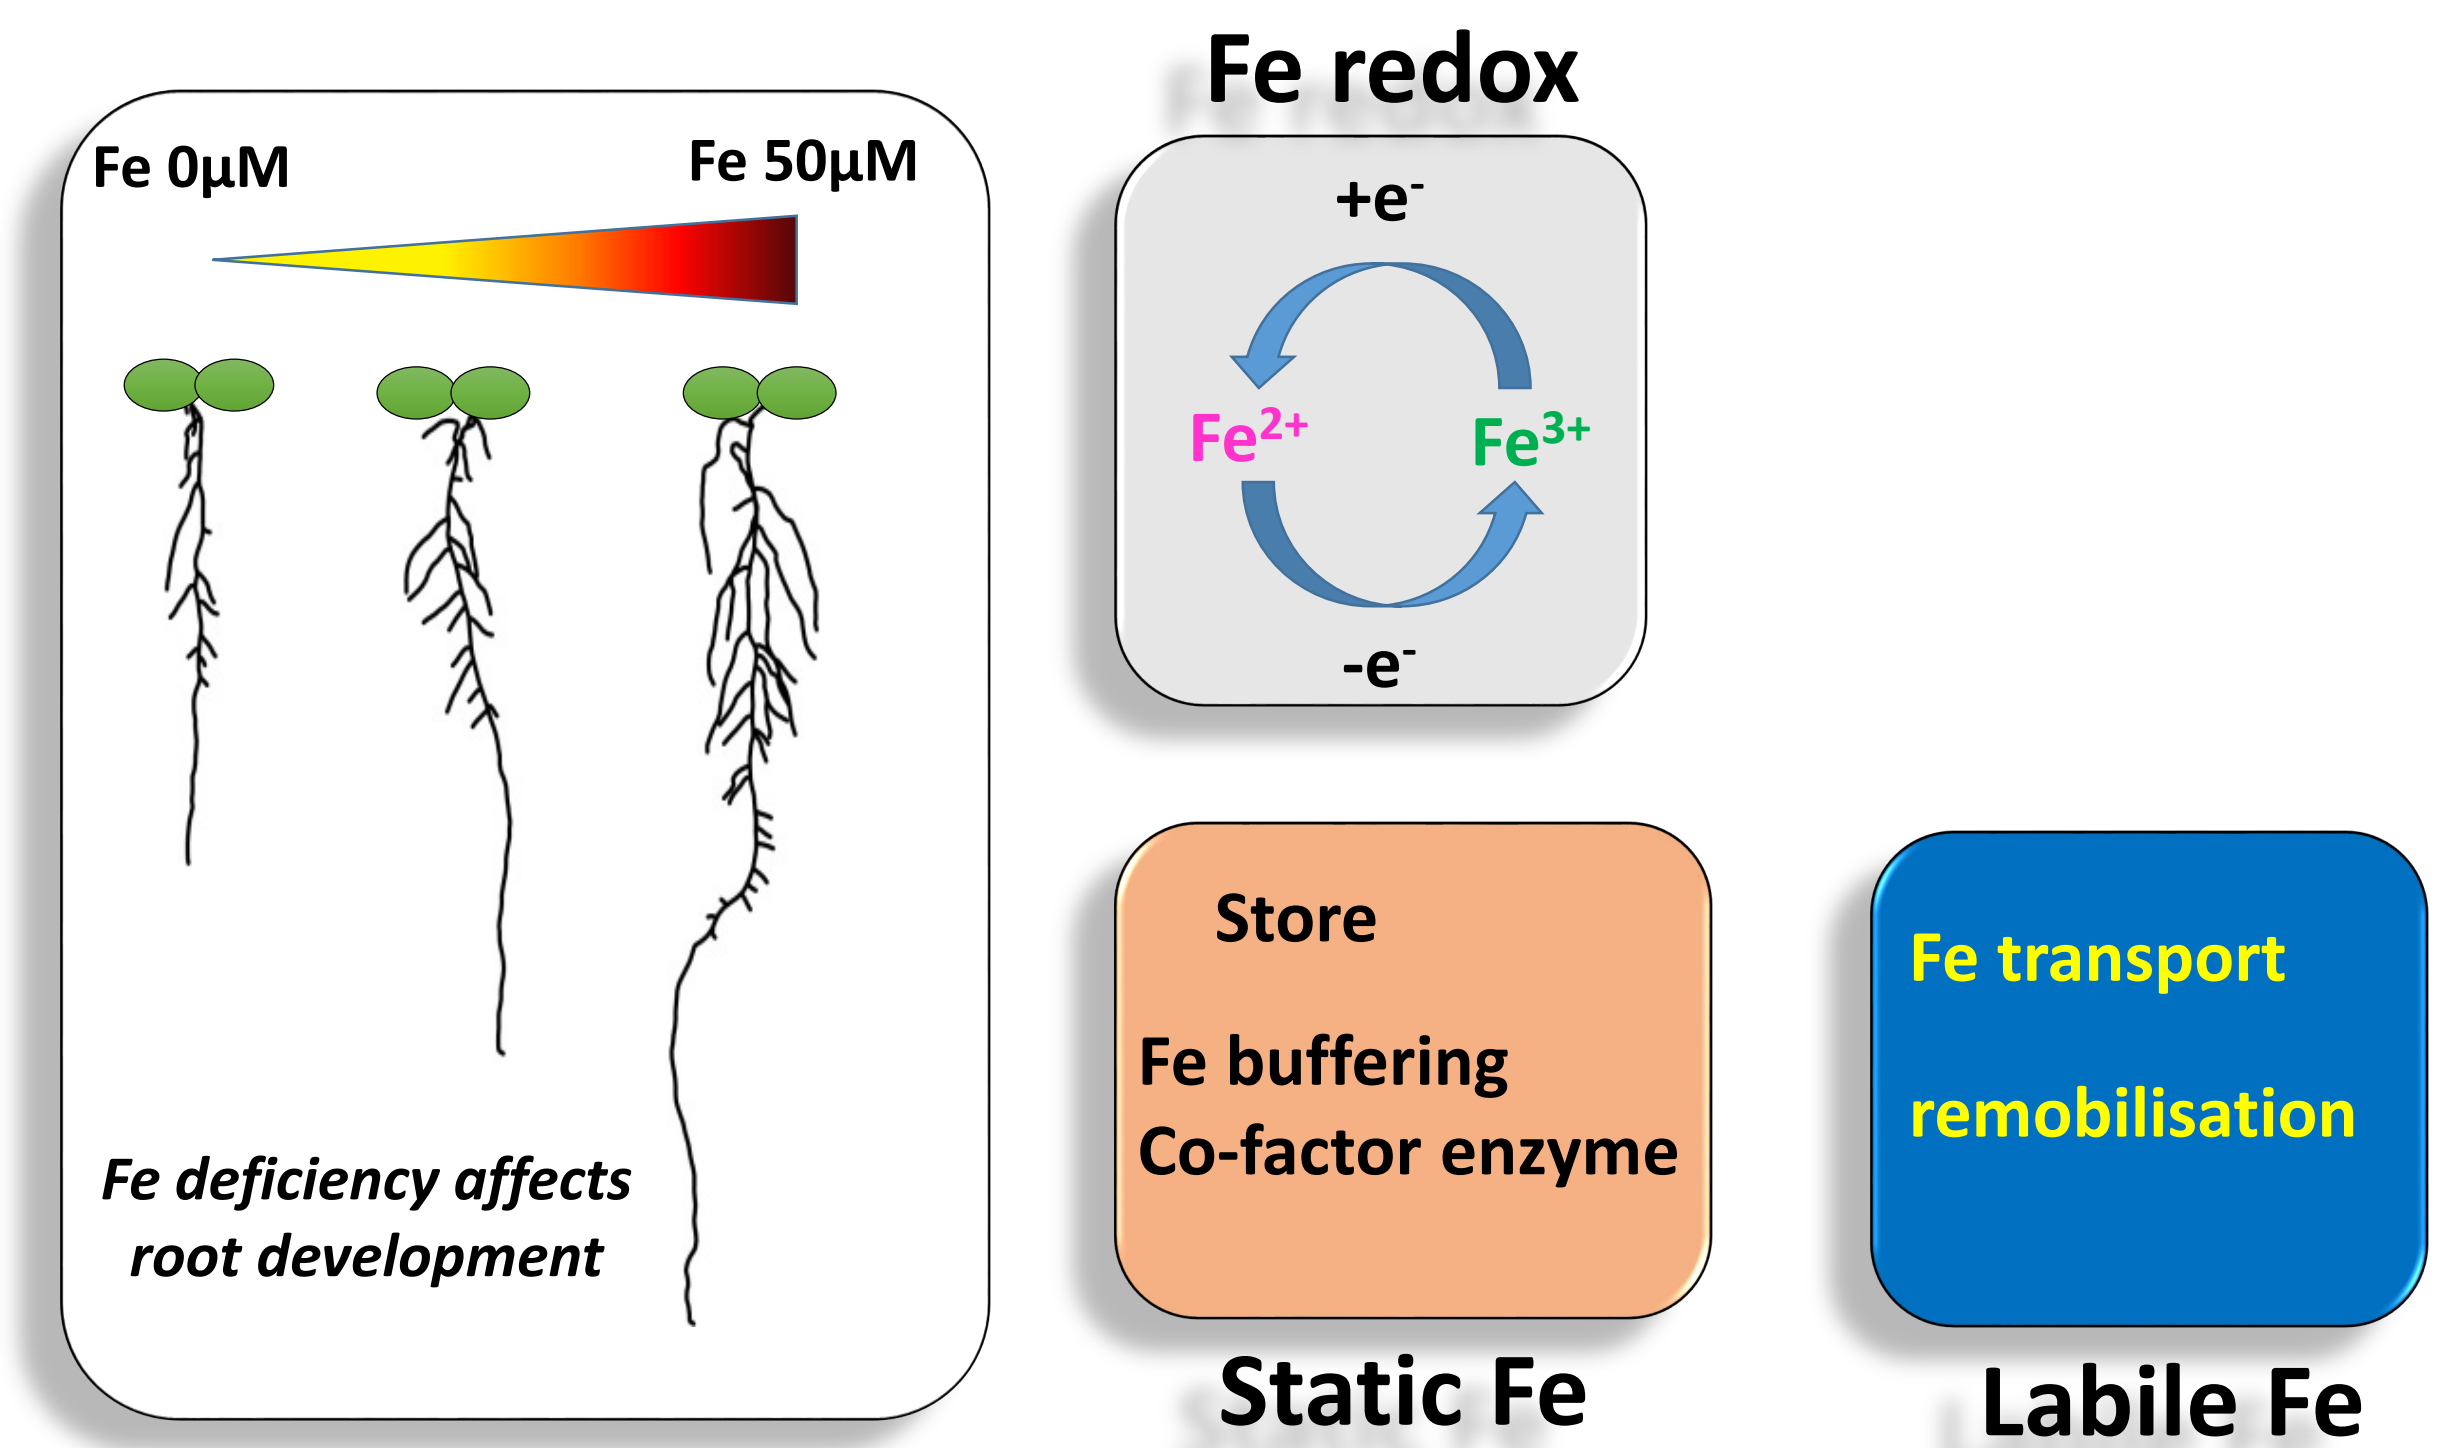 Fe 0µM
Fe 50µM
Fe deficiency affects
root development
Fe redox
+e⁻
Fe²⁺
Fe³⁺
-e⁻
Store
Fe buffering
Co-factor enzyme
Static Fe
Fe transport
remobilisation
Labile Fe